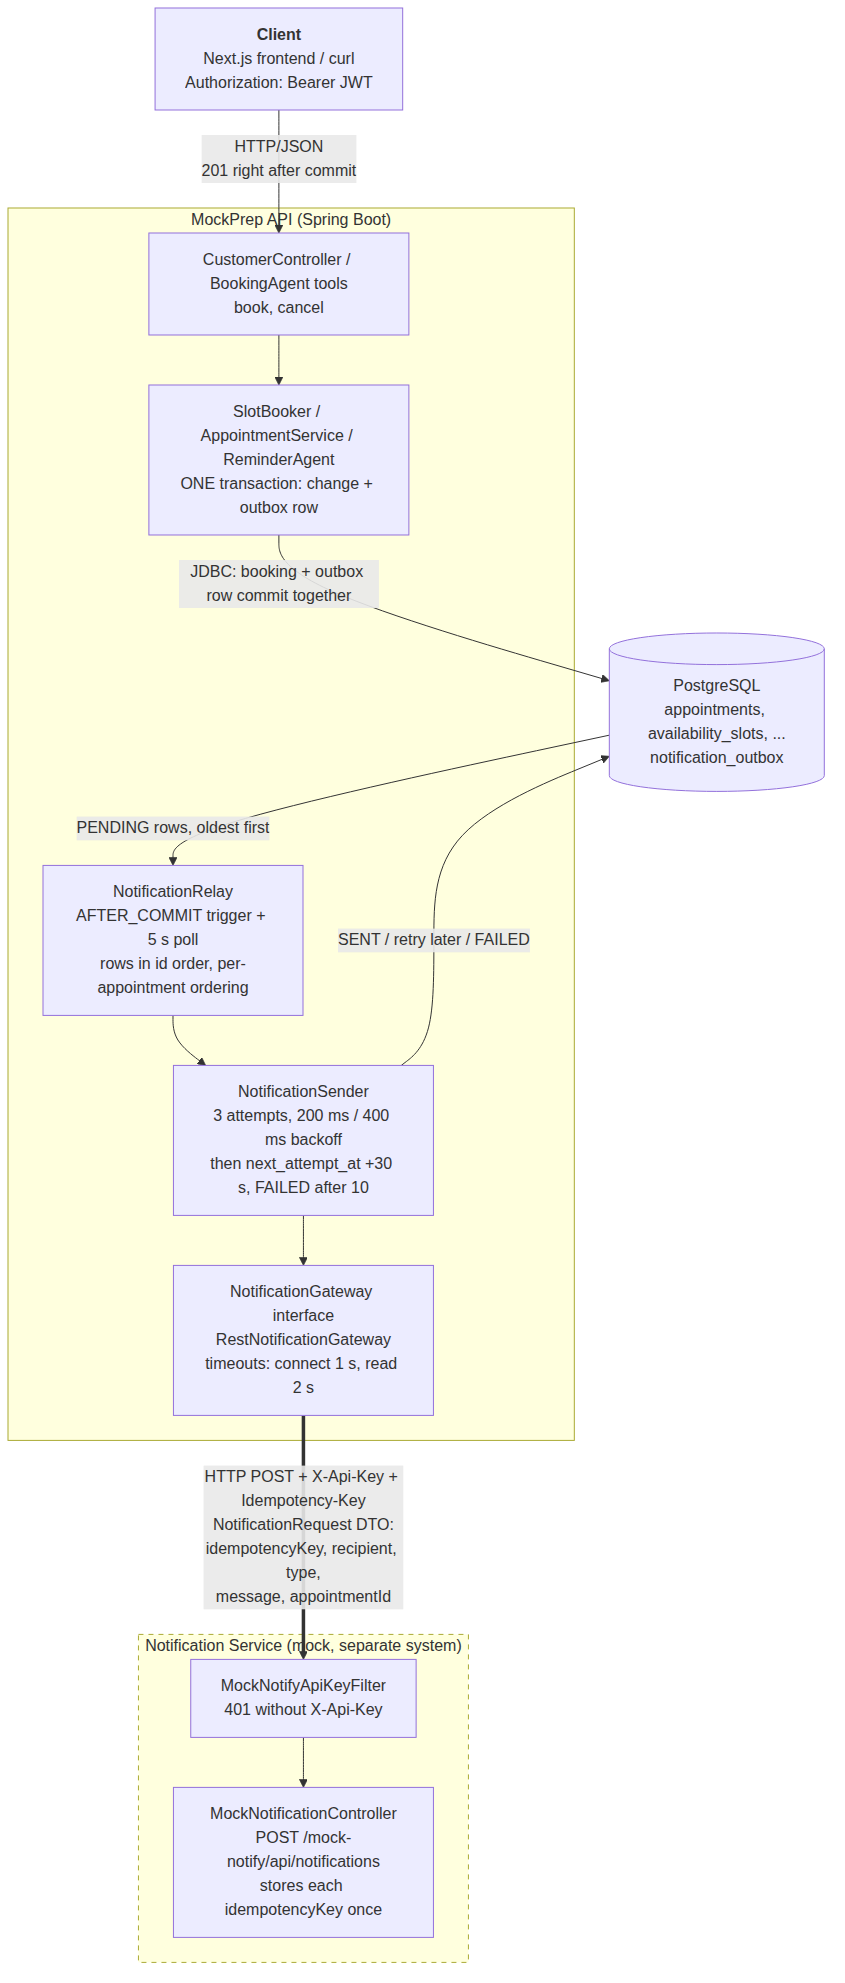 Client
Next.js frontend / curl
Authorization: Bearer JWT
HTTP/JSON
201 right after commit
MockPrep API (Spring Boot)
CustomerController /
BookingAgent tools
book, cancel
SlotBooker /
AppointmentService /
ReminderAgent
ONE transaction: change +
outbox row
JDBC: booking + outbox
row commit together
PostgreSQL
appointments,
availability_slots, ...
notification_outbox
PENDING rows, oldest first
NotificationRelay
AFTER_COMMIT trigger +
5 s poll
rows in id order, per-
appointment ordering
SENT / retry later / FAILED
NotificationSender
3 attempts, 200 ms / 400
ms backoff
then next_attempt_at +30
s, FAILED after 10
NotificationGateway
interface
RestNotificationGateway
timeouts: connect 1 s, read
2 s
HTTP POST + X-Api-Key +
Idempotency-Key
NotificationRequest DTO:
idempotencyKey, recipient,
type,
message, appointmentId
Notification Service (mock, separate system)
MockNotifyApiKeyFilter
401 without X-Api-Key
MockNotificationController
POST /mock-
notify/api/notifications
stores each
idempotencyKey once